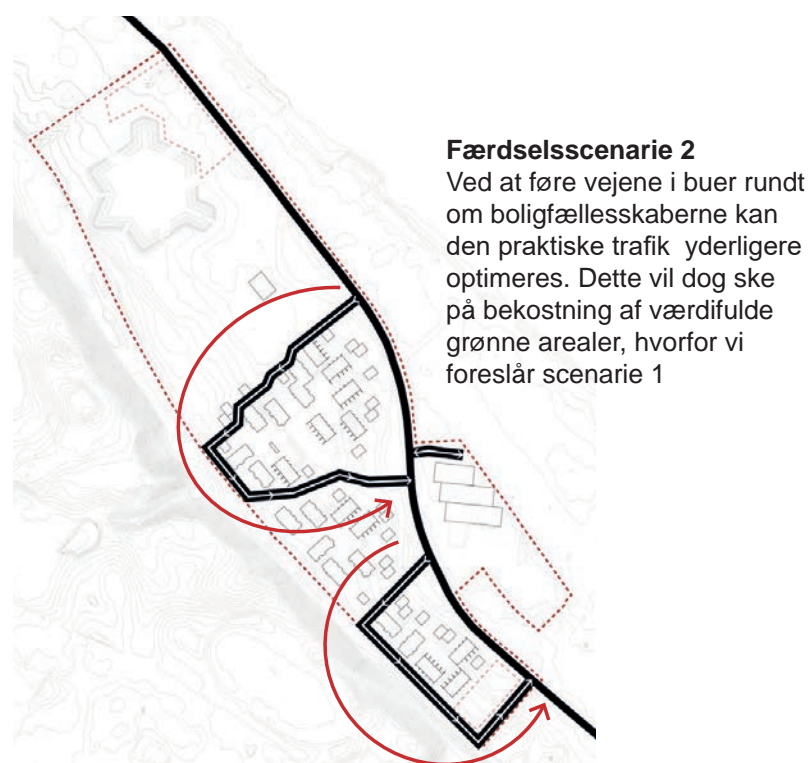 Færdselsscenarie 2
Ved at føre vejene i buer rundt
om boligfællesskaberne kan
den praktiske trafik  yderligere
optimeres. Dette vil dog ske
på bekostning af værdifulde
grønne arealer, hvorfor vi
foreslår scenarie 1